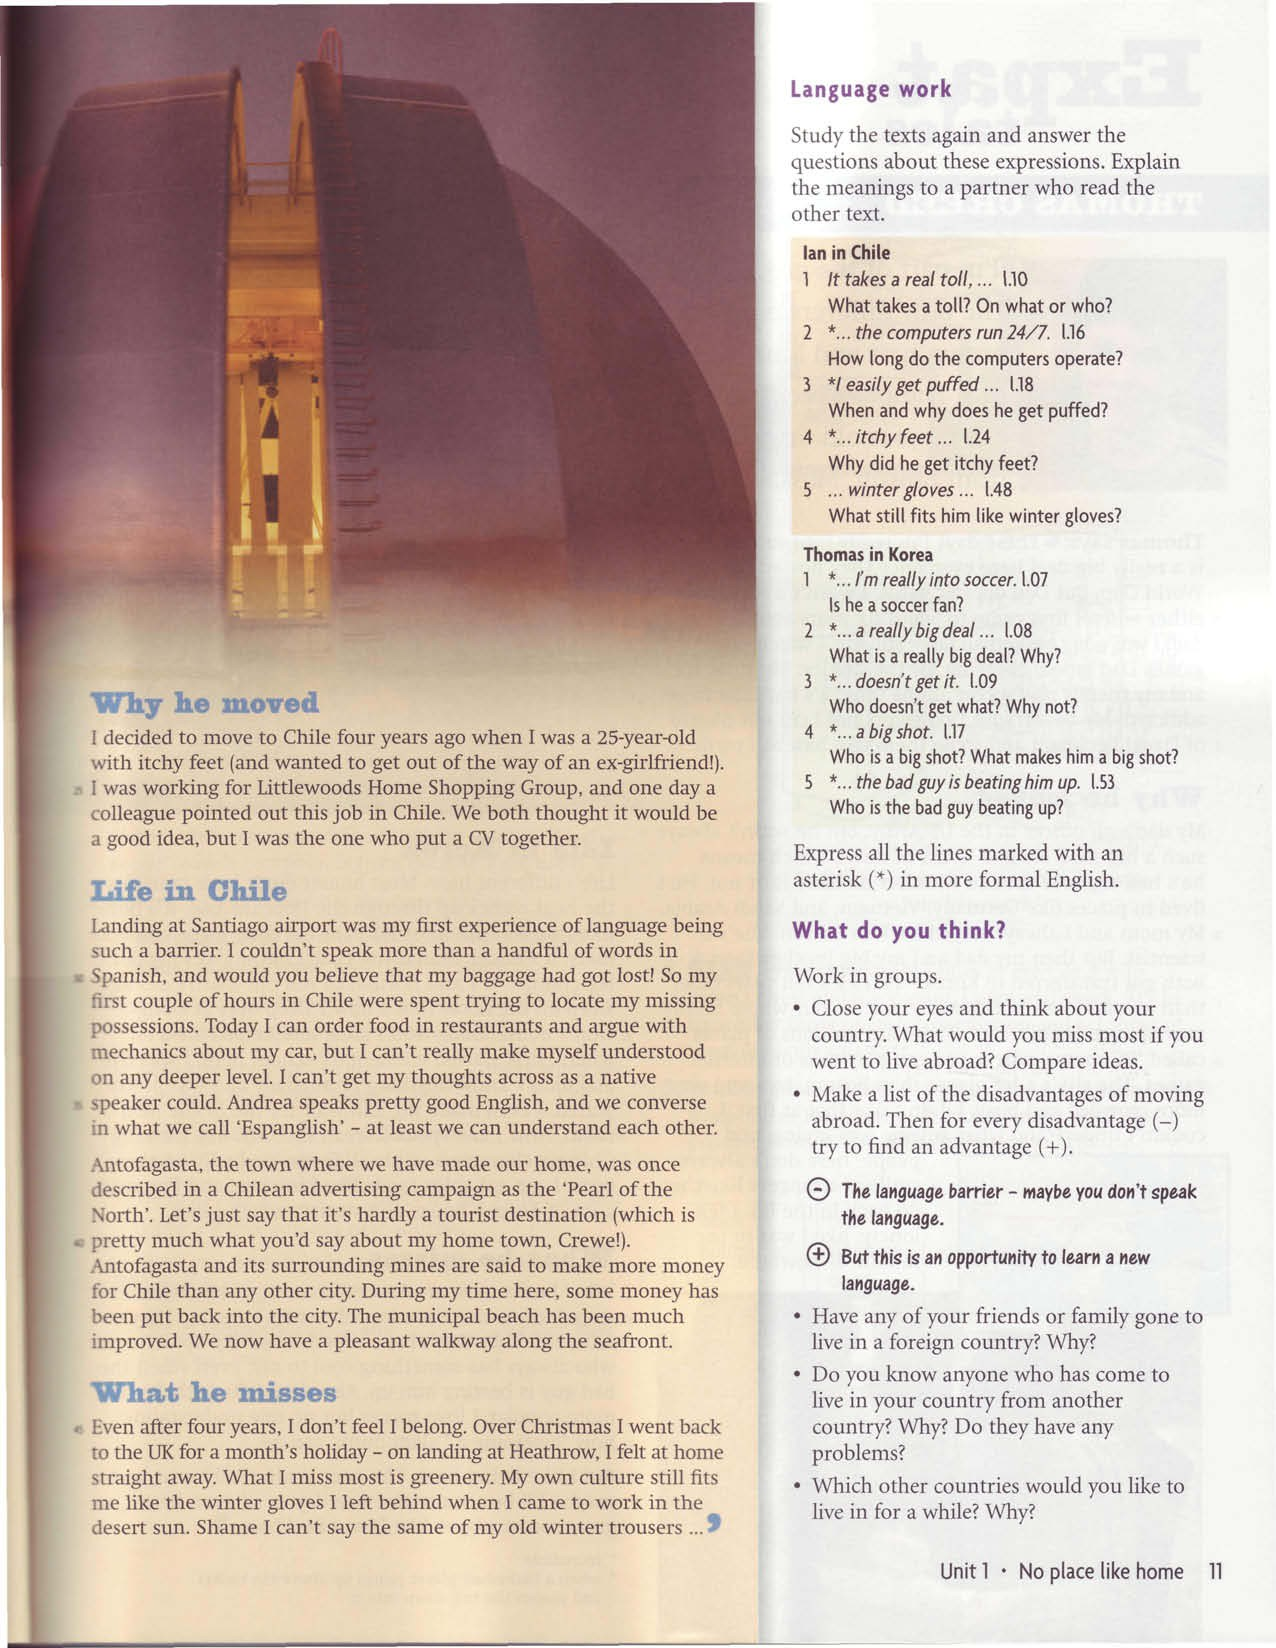 Why he moved
I decided to move to Chile four years ago when I was a 25-year-old
with itchy feet (and wanted to get out of the way of an ex-girlfriend!).
I was working for Littlewoods Home Shopping Group, and one day a
colleague pointed out this job in Chile. We both thought it would be
a good idea, but I was the one who put a CV together.
Life in Chile
Landing at Santiago airport was my first experience of language being
such a barrier. I couldn't speak more than a handful of words in
Spanish, and would you believe that my baggage had got lost! So my
first couple of hours in Chile were spent trying to locate my missing
possessions. Today I can order food in restaurants and argue with
mechanics about my car, but I can't really make myself understood
on any deeper level. I can't get my thoughts across as a native
speaker could. Andrea speaks pretty good English, and we converse
in what we call 'Espanglish' – at least we can understand each other.
Antofagasta, the town where we have made our home, was once
described in a Chilean advertising campaign as the 'Pearl of the
North'. Let's just say that it's hardly a tourist destination (which is
pretty much what you'd say about my home town, Crewe!).
Antofagasta and its surrounding mines are said to make more money
for Chile than any other city. During my time here, some money has
been put back into the city. The municipal beach has been much
improved. We now have a pleasant walkway along the seafront.
What he misses
Even after four years, I don't feel I belong. Over Christmas I went back
to the UK for a month's holiday – on landing at Heathrow, I felt at home
straight away. What I miss most is greenery. My own culture still fits
me like the winter gloves I left behind when I came to work in the
desert sun. Shame I can't say the same of my old winter trousers ... ’
Language work
Study the texts again and answer the
questions about these expressions. Explain
the meanings to a partner who read the
other text.
Ian in Chile
1 It takes a real toll, ... l.10
What takes a toll? On what or who?
2 *... the computers run 24/7. l.16
How long do the computers operate?
3 *I easily get puffed ... l.18
When and why does he get puffed?
4 *... itchy feet ... l.24
Why did he get itchy feet?
5 ... winter gloves ... l.48
What still fits him like winter gloves?
Thomas in Korea
1 *... I'm really into soccer. l.07
Is he a soccer fan?
2 *... a really big deal ... l.08
What is a really big deal? Why?
3 *... doesn't get it. l.09
Who doesn't get what? Why not?
4 *... a big shot. l.17
Who is a big shot? What makes him a big shot?
5 *... the bad guy is beating him up. l.53
Who is the bad guy beating up?
Express all the lines marked with an
asterisk (*) in more formal English.
What do you think?
Work in groups.
• Close your eyes and think about your
country. What would you miss most if you
went to live abroad? Compare ideas.
• Make a list of the disadvantages of moving
abroad. Then for every disadvantage (–)
try to find an advantage (+).
⊖ The language barrier – maybe you don't speak
the language.
⊕ But this is an opportunity to learn a new
language.
• Have any of your friends or family gone to
live in a foreign country? Why?
• Do you know anyone who has come to
live in your country from another
country? Why? Do they have any
problems?
• Which other countries would you like to
live in for a while? Why?
Unit 1 • No place like home 11